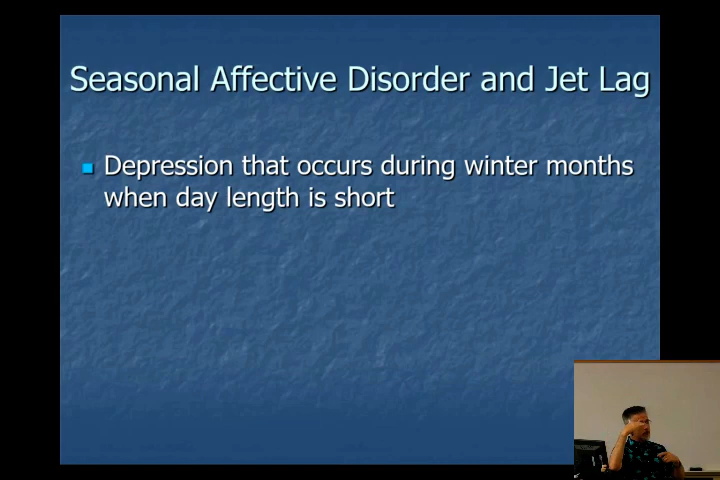 Seasonal Affective Disorder and Jet Lag
Depression that occurs during winter months
when day length is short